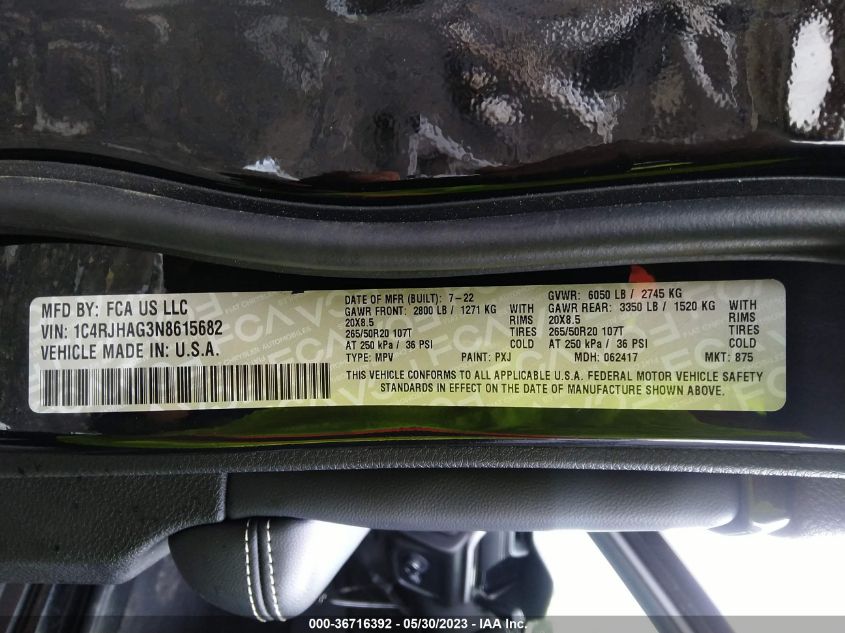 MFD BY: FCA US LLC
VIN: 1C4RJHAG3N8615682
VEHICLE MADE IN: U.S.A.
DATE OF MFR (BUILT): 7-22
GAWR FRONT: 2800 LB / 1271 KG WITH
20X8.5 RIMS
265/50R20 107T TIRES
AT 250 kPa / 36 PSI COLD
GVWR: 6050 LB / 2745 KG
GAWR REAR: 3350 LB / 1520 KG WITH
20X8.5 RIMS
265/50R20 107T TIRES
AT 250 kPa / 36 PSI COLD
TYPE: MPV PAINT: PXJ MDH: 062417 MKT: 875
THIS VEHICLE CONFORMS TO ALL APPLICABLE U.S.A. FEDERAL MOTOR VEHICLE SAFETY
STANDARDS IN EFFECT ON THE DATE OF MANUFACTURE SHOWN ABOVE.
000-36716392 - 05/30/2023 - IAA Inc.